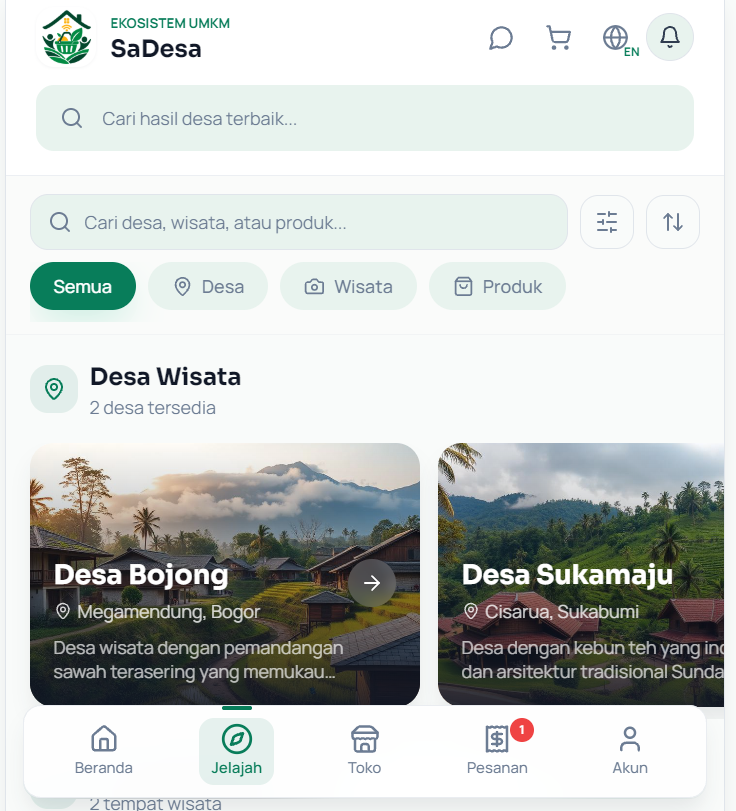 EKOSISTEM UMKM
SaDesa
EN
Cari hasil desa terbaik...
Cari desa, wisata, atau produk...
Semua
Desa
Wisata
Produk
Desa Wisata
2 desa tersedia
Desa Bojong
Megamendung, Bogor
Desa wisata dengan pemandangan
sawah terasering yang memukau...
Desa Sukamaju
Cisarua, Sukabumi
Desa dengan kebun teh yang
dan arsitektur tradisional Sunda
1
Beranda
Jelajah
Toko
Pesanan
Akun
2 tempat wisata